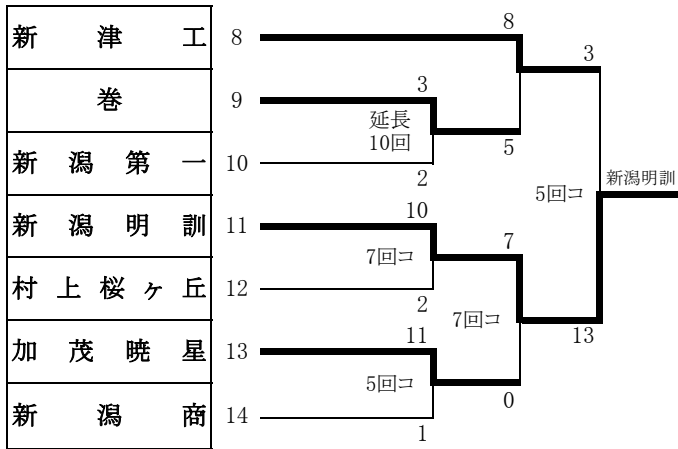 新津工 8 8
3
巻 9 3
延長
10回
5
新潟第一 10 2
5回コ 新潟明訓
新潟明訓 11 10
7回コ 7
村上桜ヶ丘 12 2
7回コ 13
加茂暁星 13 11
5回コ 0
新潟商 14 1